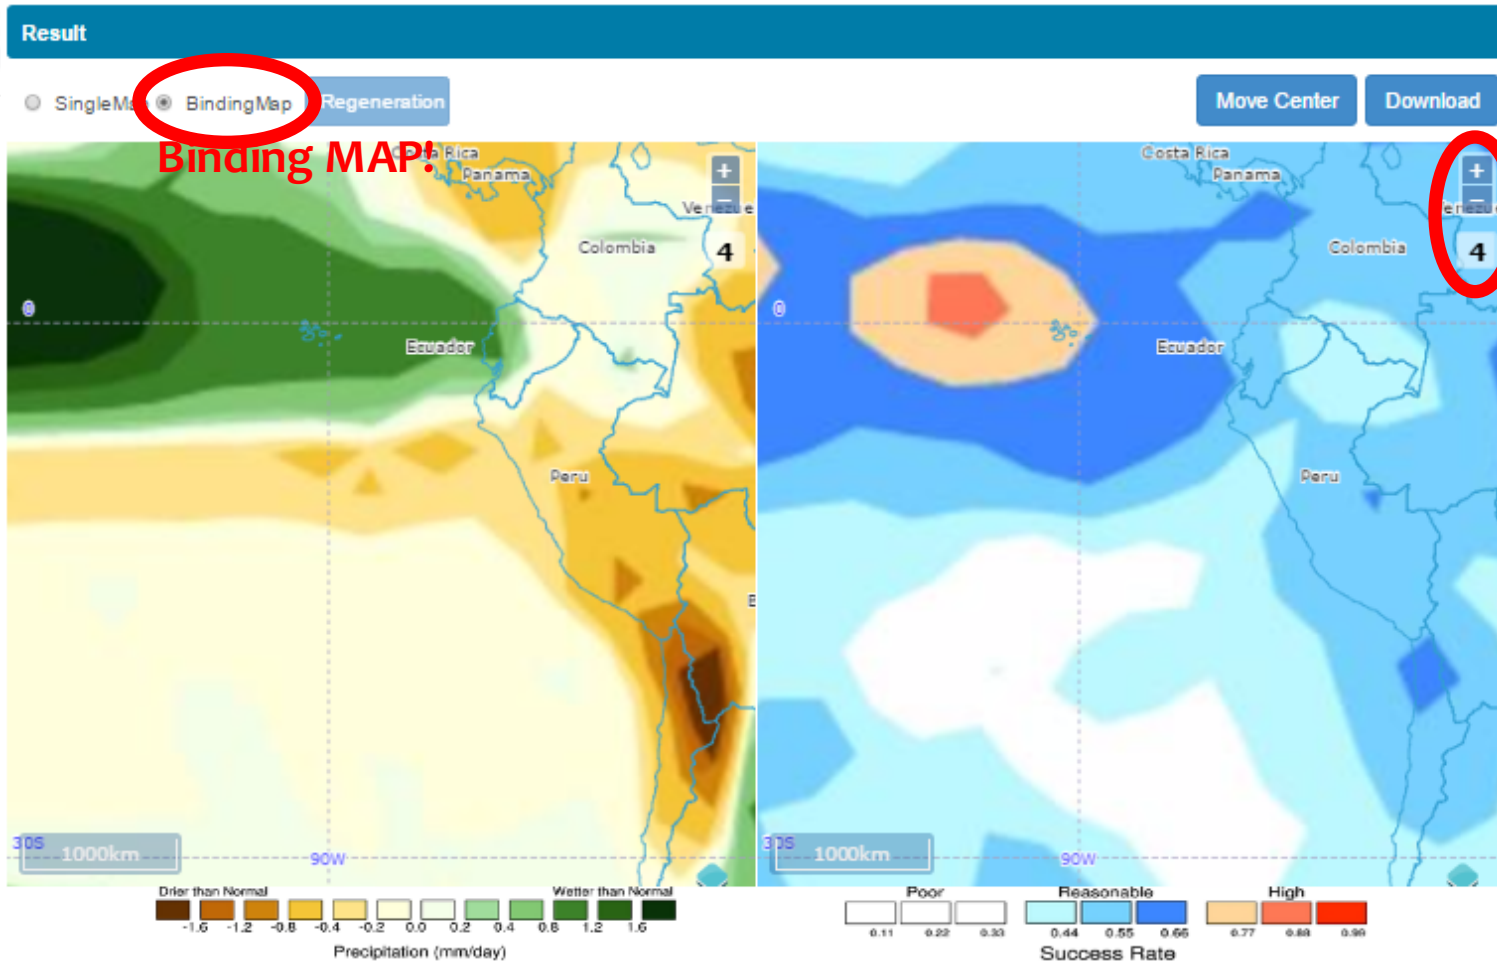 Result
SingleMa BindingMap Regeneration Move Center Download
Binding MAP!
Costa Rica
Panama
Venezue
Colombia
4
0
Ecuador
Peru
E
30S
1000km
90W
Costa Rica
Panama
enezue
Colombia
4
0
Ecuador
Peru
30S
1000km
90W
Drier than Normal Wetter than Normal
-1.6 -1.2 -0.8 -0.4 -0.2 0.0 0.2 0.4 0.8 1.2 1.6
Precipitation (mm/day)
Poor Reasonable High
0.11 0.22 0.33 0.44 0.55 0.66 0.77 0.88 0.99
Success Rate